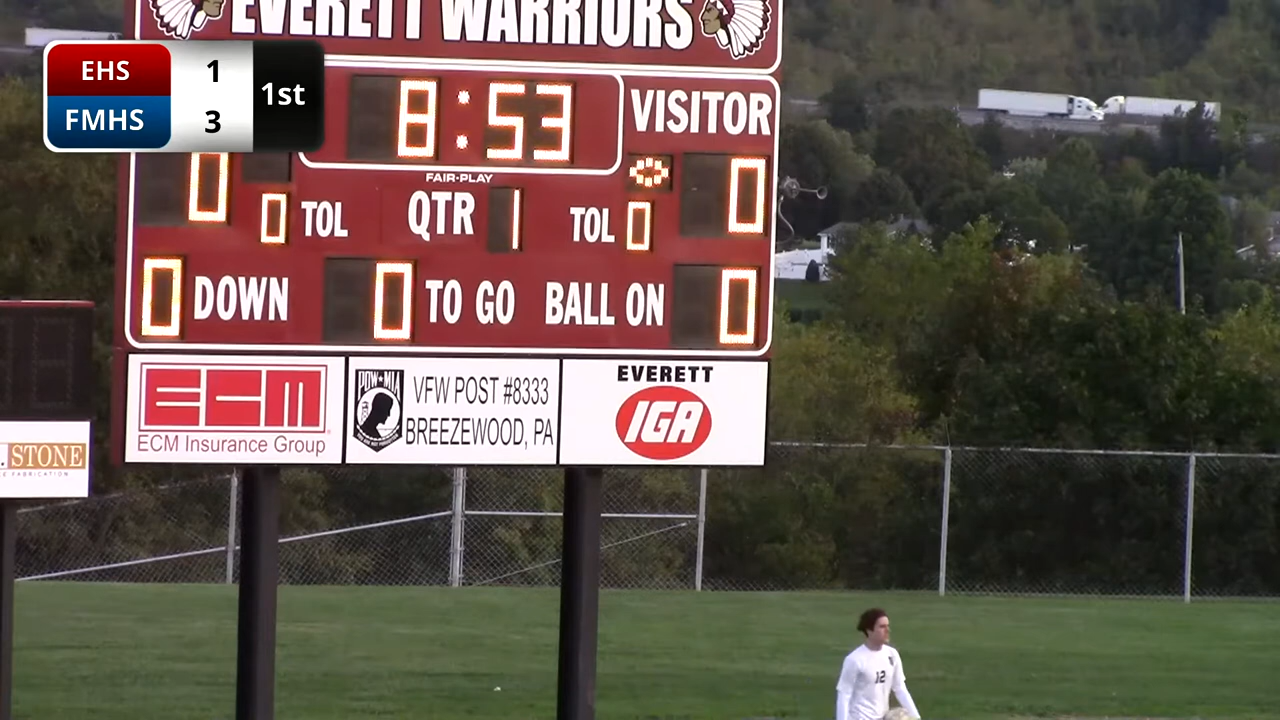 EVERETT WARRIORS
EHS 1
FMHS 3
1st
8:53
VISITOR
FAIR-PLAY
0
0 TOL
QTR 1
TOL 0
0
0 DOWN
0 TO GO
BALL ON 0
ECM
ECM Insurance Group
POW★MIA
VFW POST #8333
BREEZEWOOD, PA
EVERETT
IGA
STONE
FABRICATION
12